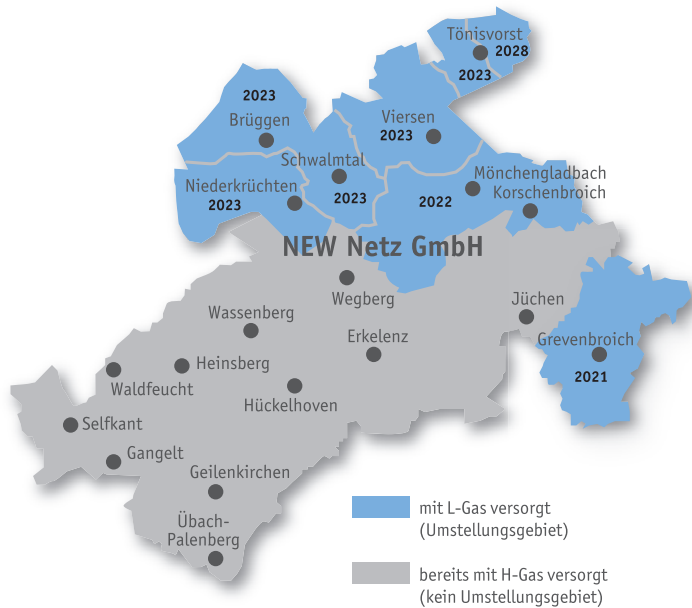 Tönisvorst
2028
2023
2023
Brüggen
Viersen
2023
Schwalmtal
Mönchengladbach
Niederkrüchten
Korschenbroich
2023
2023
2022
NEW Netz GmbH
Wegberg
Jüchen
Wassenberg
Erkelenz
Grevenbroich
Heinsberg
2021
Waldfeucht
Hückelhoven
Selfkant
Gangelt
Geilenkirchen
Übach-
Palenberg
mit L-Gas versorgt
(Umstellungsgebiet)
bereits mit H-Gas versorgt
(kein Umstellungsgebiet)